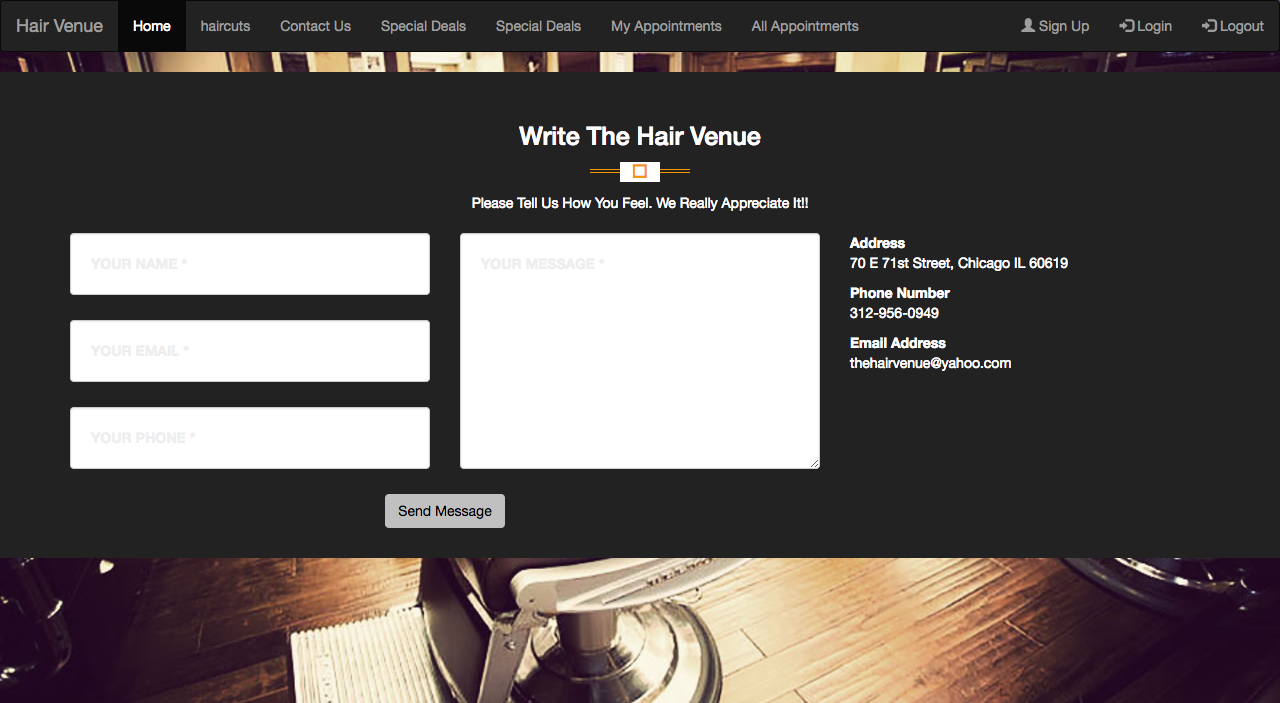 Hair Venue Home haircuts Contact Us Special Deals Special Deals My Appointments All Appointments Sign Up Login Logout
Write The Hair Venue
Please Tell Us How You Feel. We Really Appreciate It!!
YOUR NAME *
YOUR EMAIL *
YOUR PHONE *
YOUR MESSAGE *
Address
70 E 71st Street, Chicago IL 60619
Phone Number
312-956-0949
Email Address
thehairvenue@yahoo.com
Send Message